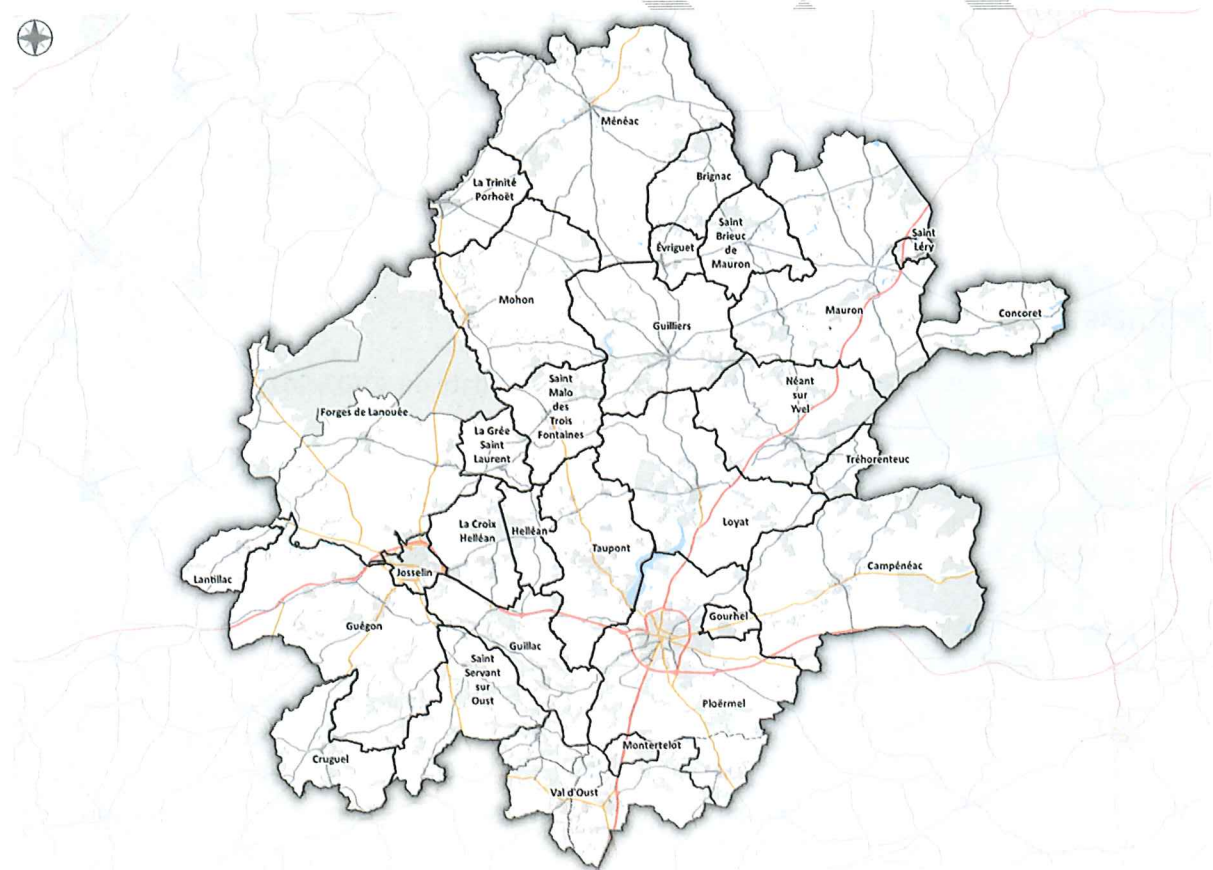 Ménéac
La Trinité
Porhoët
Brignac
Saint
Brieuc
de
Mauron
Évriguet
Saint
Léry
Mohon
Guilliers
Mauron
Concoret
Forges de Lanouée
Saint
Malo
des
Trois
Fontaines
Néant
sur
Yvel
La Grée
Saint
Laurent
Tréhorenteuc
La Croix
Helléan
Helléan
Taupont
Loyat
Campénéac
Lantillac
Josselin
Guégon
Guillac
Gourhel
Saint
Servant
sur
Oust
Ploërmel
Montertelot
Cruguel
Val d'Oust